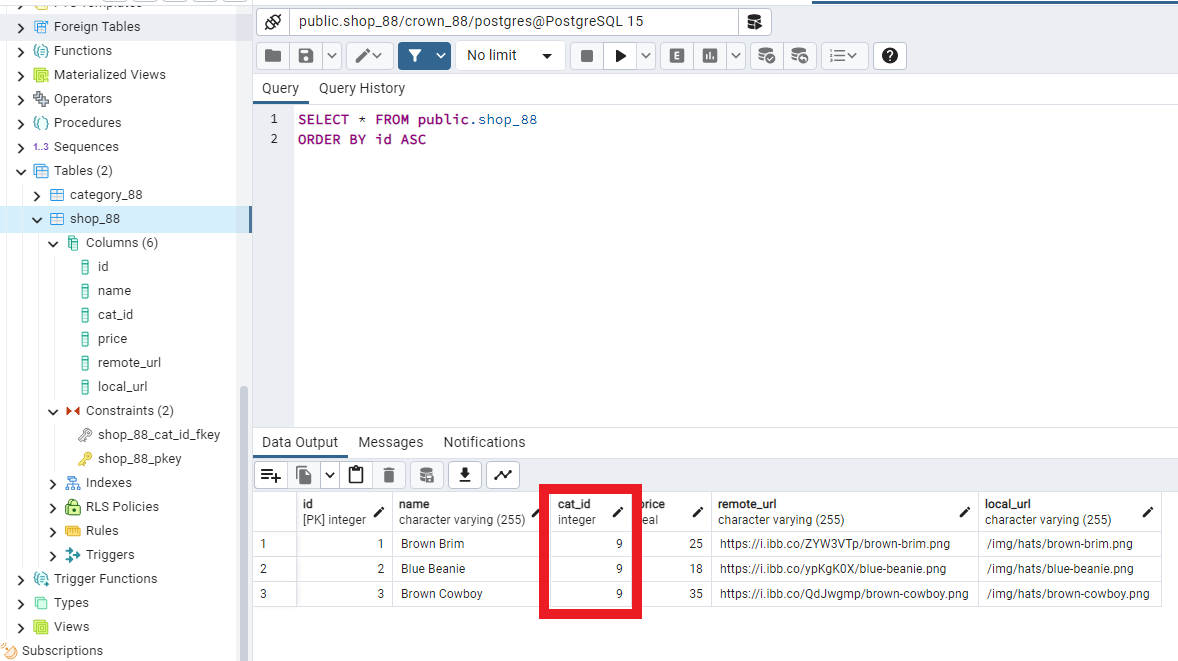 Foreign Tables
Functions
Materialized Views
Operators
Procedures
1..3 Sequences
Tables (2)
category_88
shop_88
Columns (6)
id
name
cat_id
price
remote_url
local_url
Constraints (2)
shop_88_cat_id_fkey
shop_88_pkey
Indexes
RLS Policies
Rules
Triggers
Trigger Functions
Types
Views
Subscriptions
public.shop_88/crown_88/postgres@PostgreSQL 15
No limit
E
Query Query History
1 SELECT * FROM public.shop_88
2 ORDER BY id ASC
Data Output Messages Notifications
id name cat_id price remote_url local_url
[PK] integer character varying (255) integer real character varying (255) character varying (255)
1 1 Brown Brim 9 25 https://i.ibb.co/ZYW3VTp/brown-brim.png /img/hats/brown-brim.png
2 2 Blue Beanie 9 18 https://i.ibb.co/ypKgK0X/blue-beanie.png /img/hats/blue-beanie.png
3 3 Brown Cowboy 9 35 https://i.ibb.co/QdJwgmp/brown-cowboy.png /img/hats/brown-cowboy.png